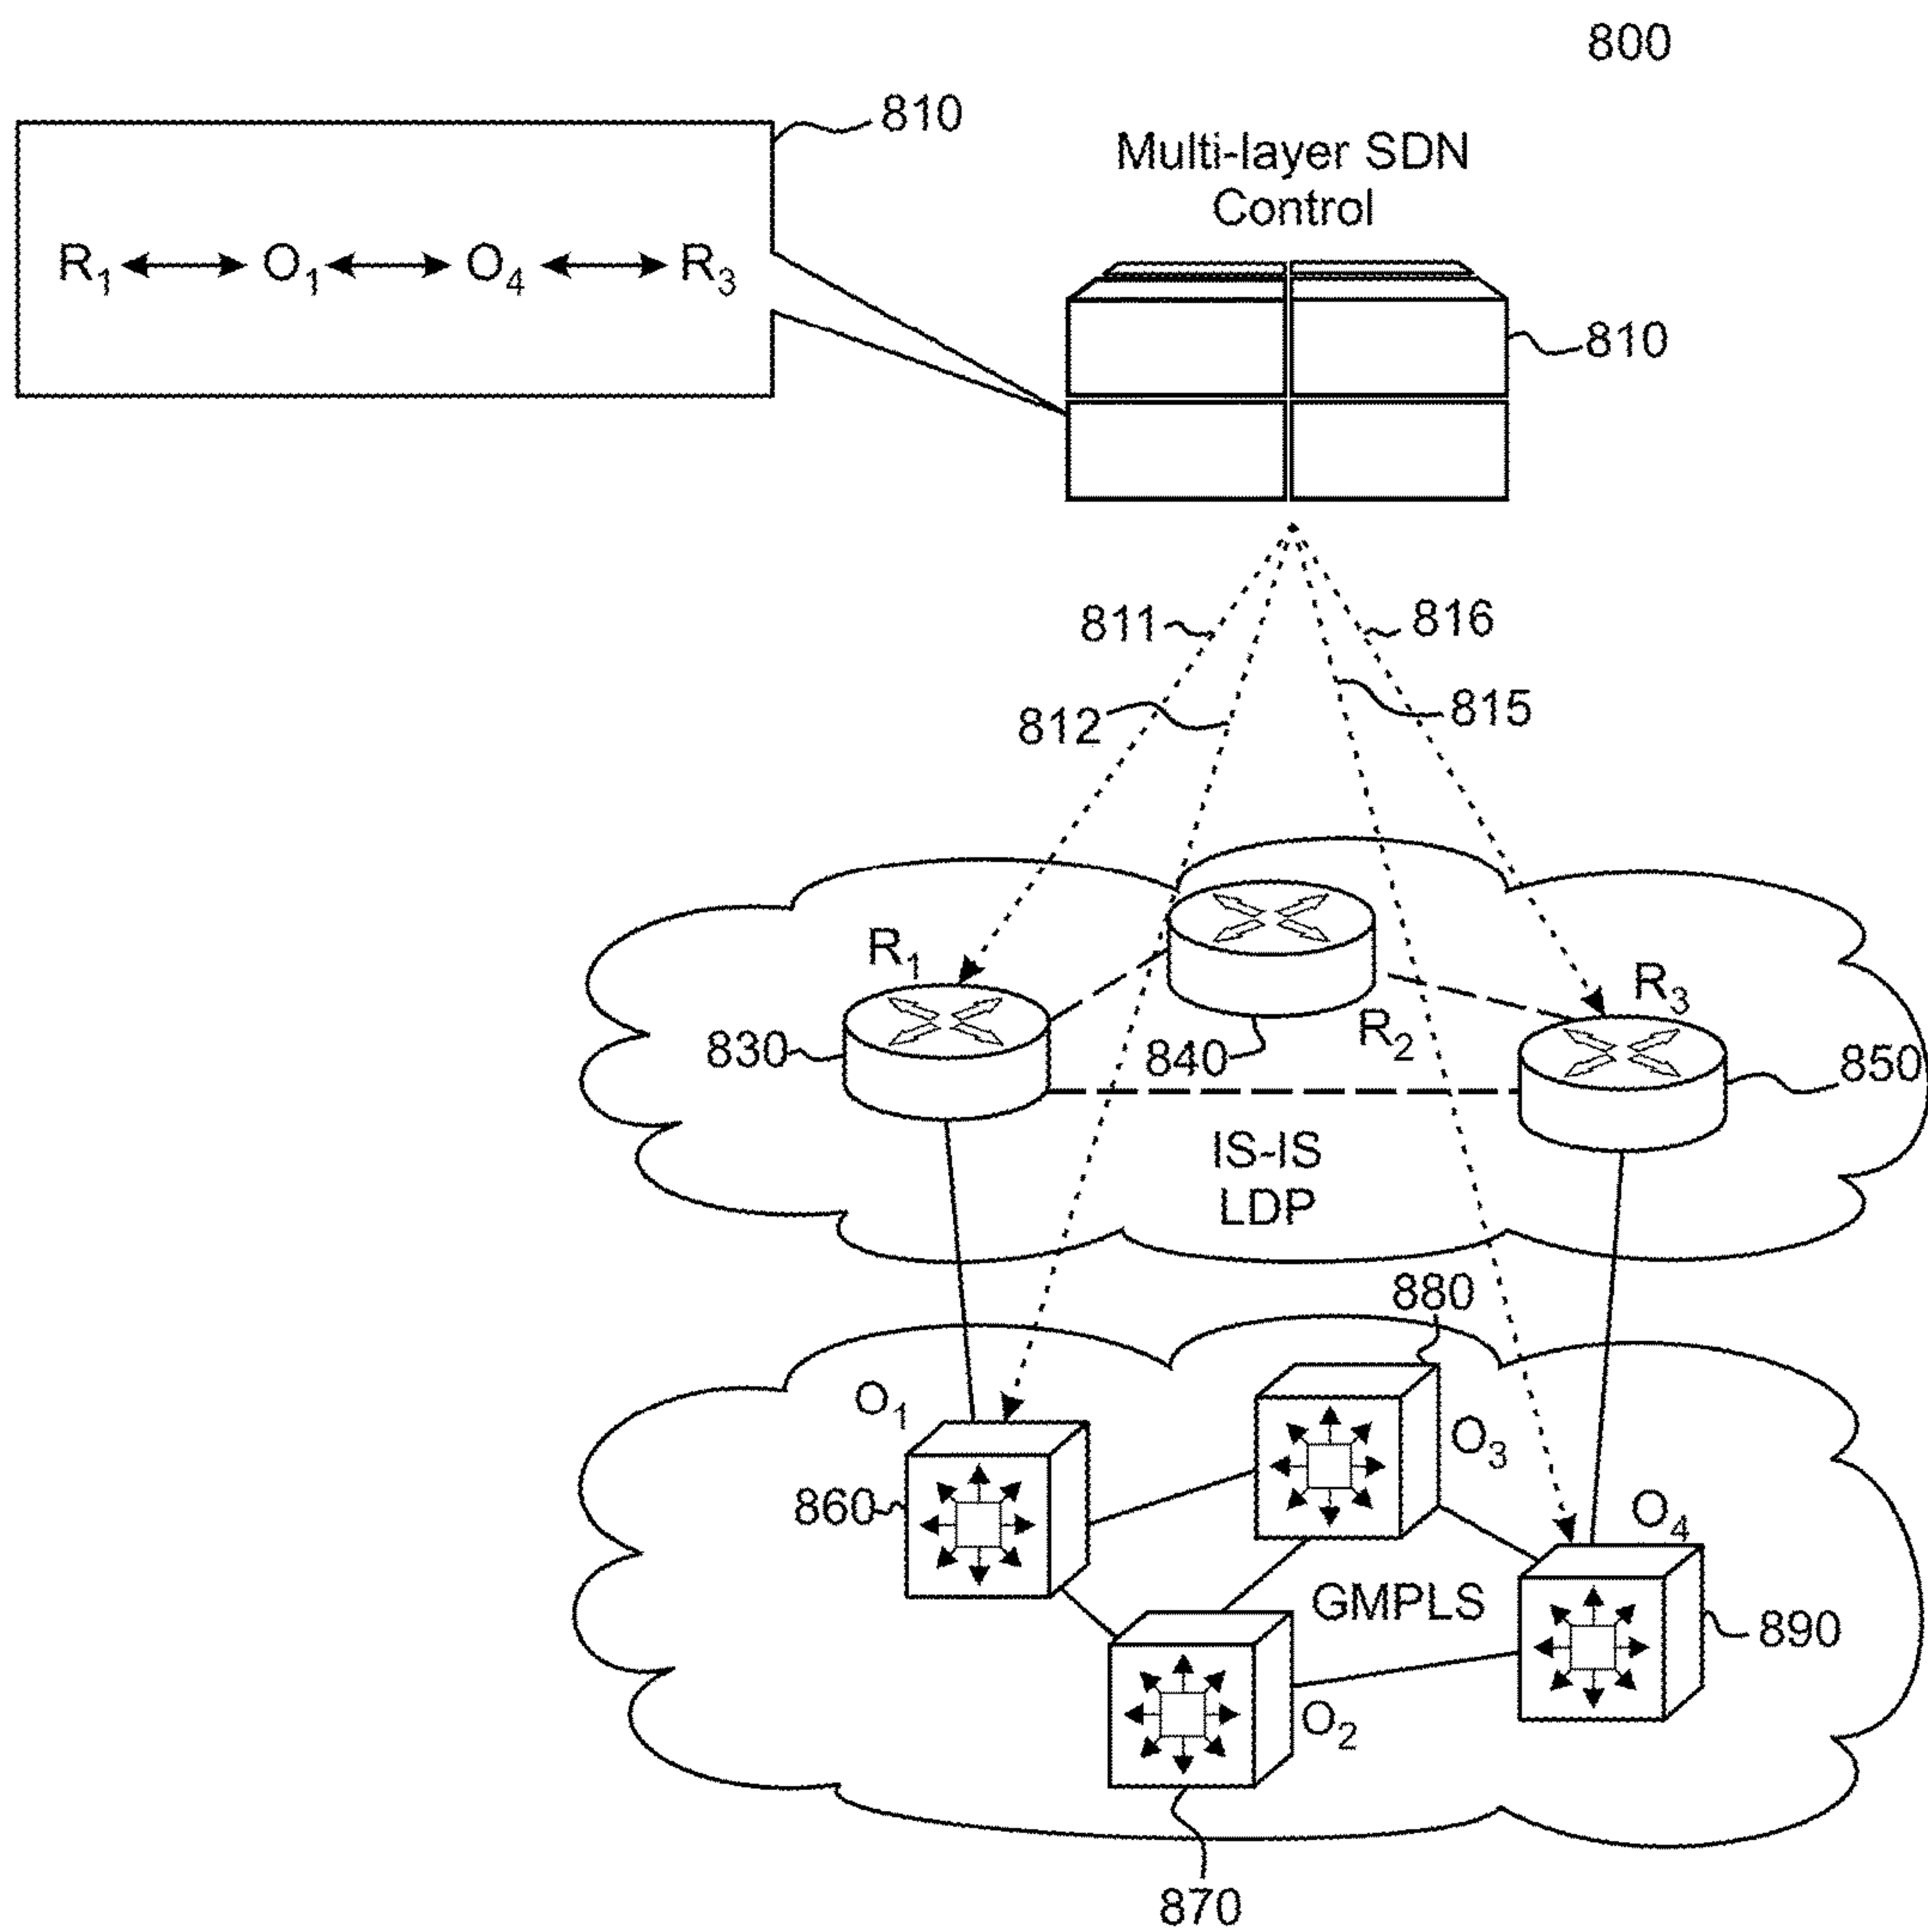 800
810
Multi-layer SDN
Control
R1 O1 O4 R3
810
811
816
812
815
R1
R3
830
840
R2
850
IS-IS
LDP
880
O1
O3
860
O4
GMPLS
890
O2
870